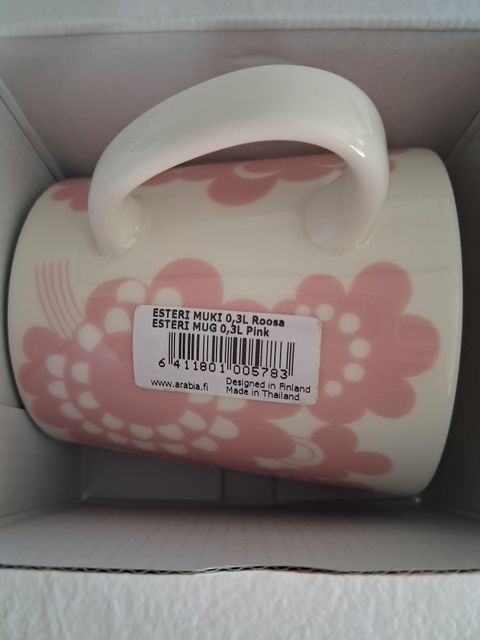 ESTERI MUKI 0,3L Roosa
ESTERI MUG 0,3L Pink
6 411801 005783
www.arabia.fi
Designed in Finland
Made in Thailand